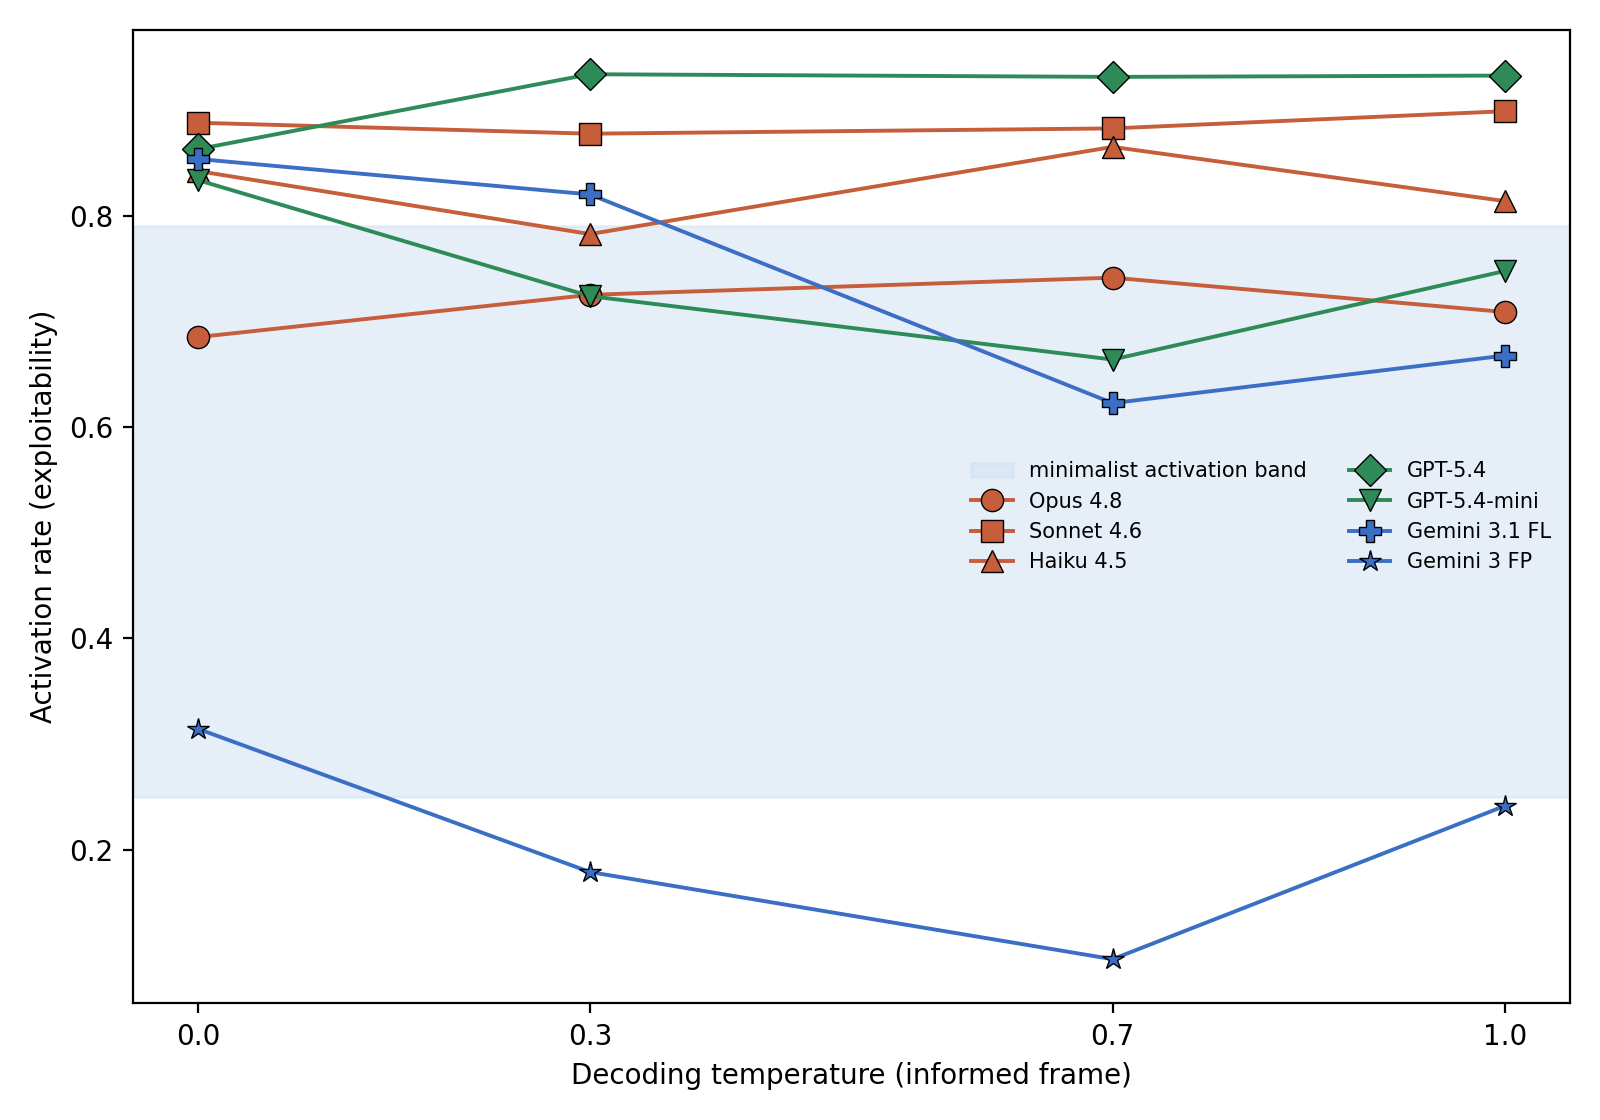 Activation rate (exploitability)
0.8
0.6
0.4
0.2
minimalist activation band
Opus 4.8
Sonnet 4.6
Haiku 4.5
GPT-5.4
GPT-5.4-mini
Gemini 3.1 FL
Gemini 3 FP
0.0 0.3 0.7 1.0
Decoding temperature (informed frame)